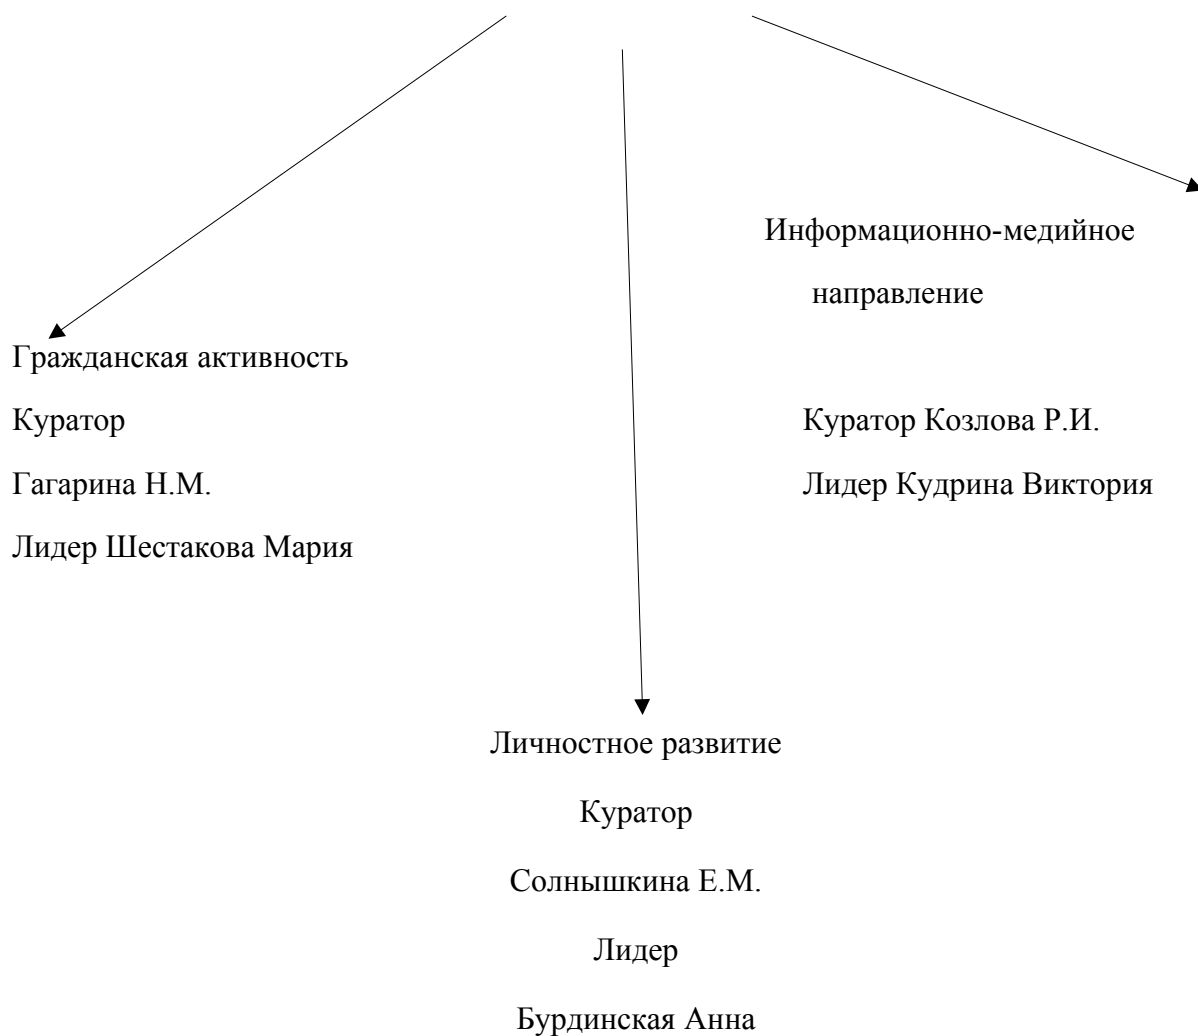 Информационно-медийное
направление
Гражданская активность
Куратор
Гагарина Н.М.
Лидер Шестакова Мария
Куратор Козлова Р.И.
Лидер Кудрина Виктория
Личностное развитие
Куратор
Солнышкина Е.М.
Лидер
Бурдинская Анна